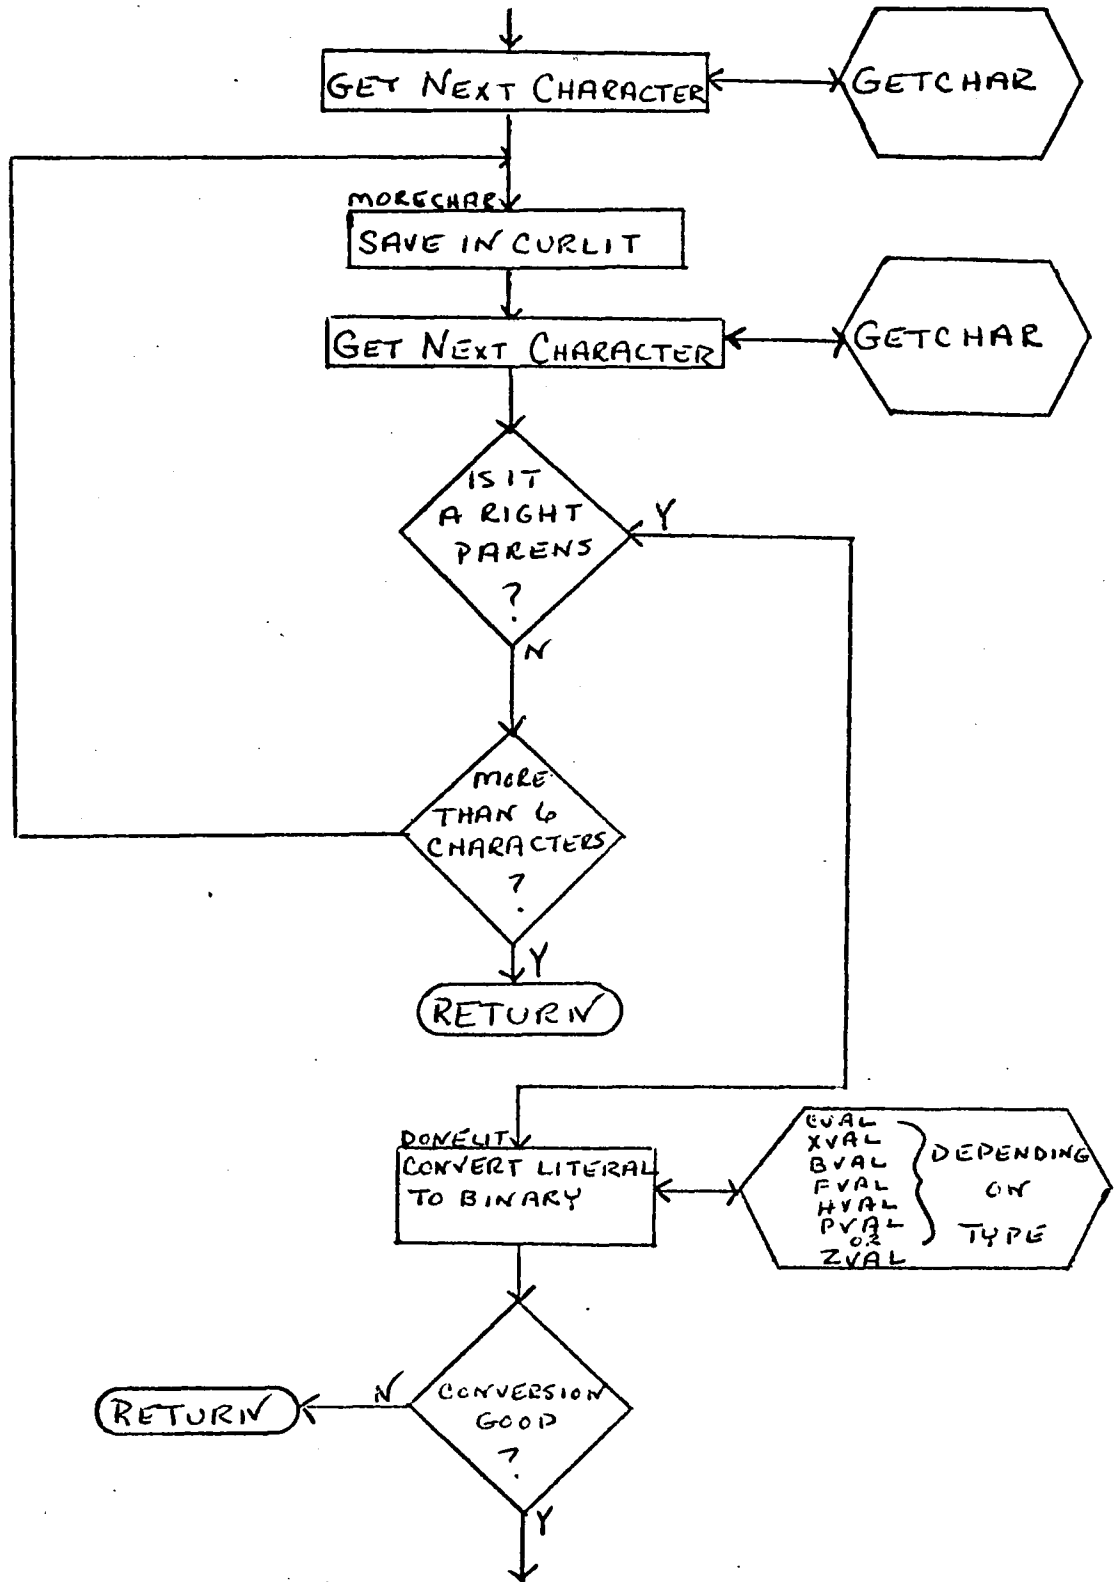 GET NEXT CHARACTER
GETCHAR
MORECHAR
SAVE IN CURLIT
GET NEXT CHARACTER
GETCHAR
IS IT
A RIGHT
PARENS
?
Y
N
MORE
THAN 6
CHARACTERS
?
Y
RETURN
DONELIT
CONVERT LITERAL
TO BINARY
CVAL
XVAL
BVAL
FVAL
HVAL
PVAL
OR
ZVAL
DEPENDING
ON
TYPE
CONVERSION
GOOD
?
N
RETURN
Y